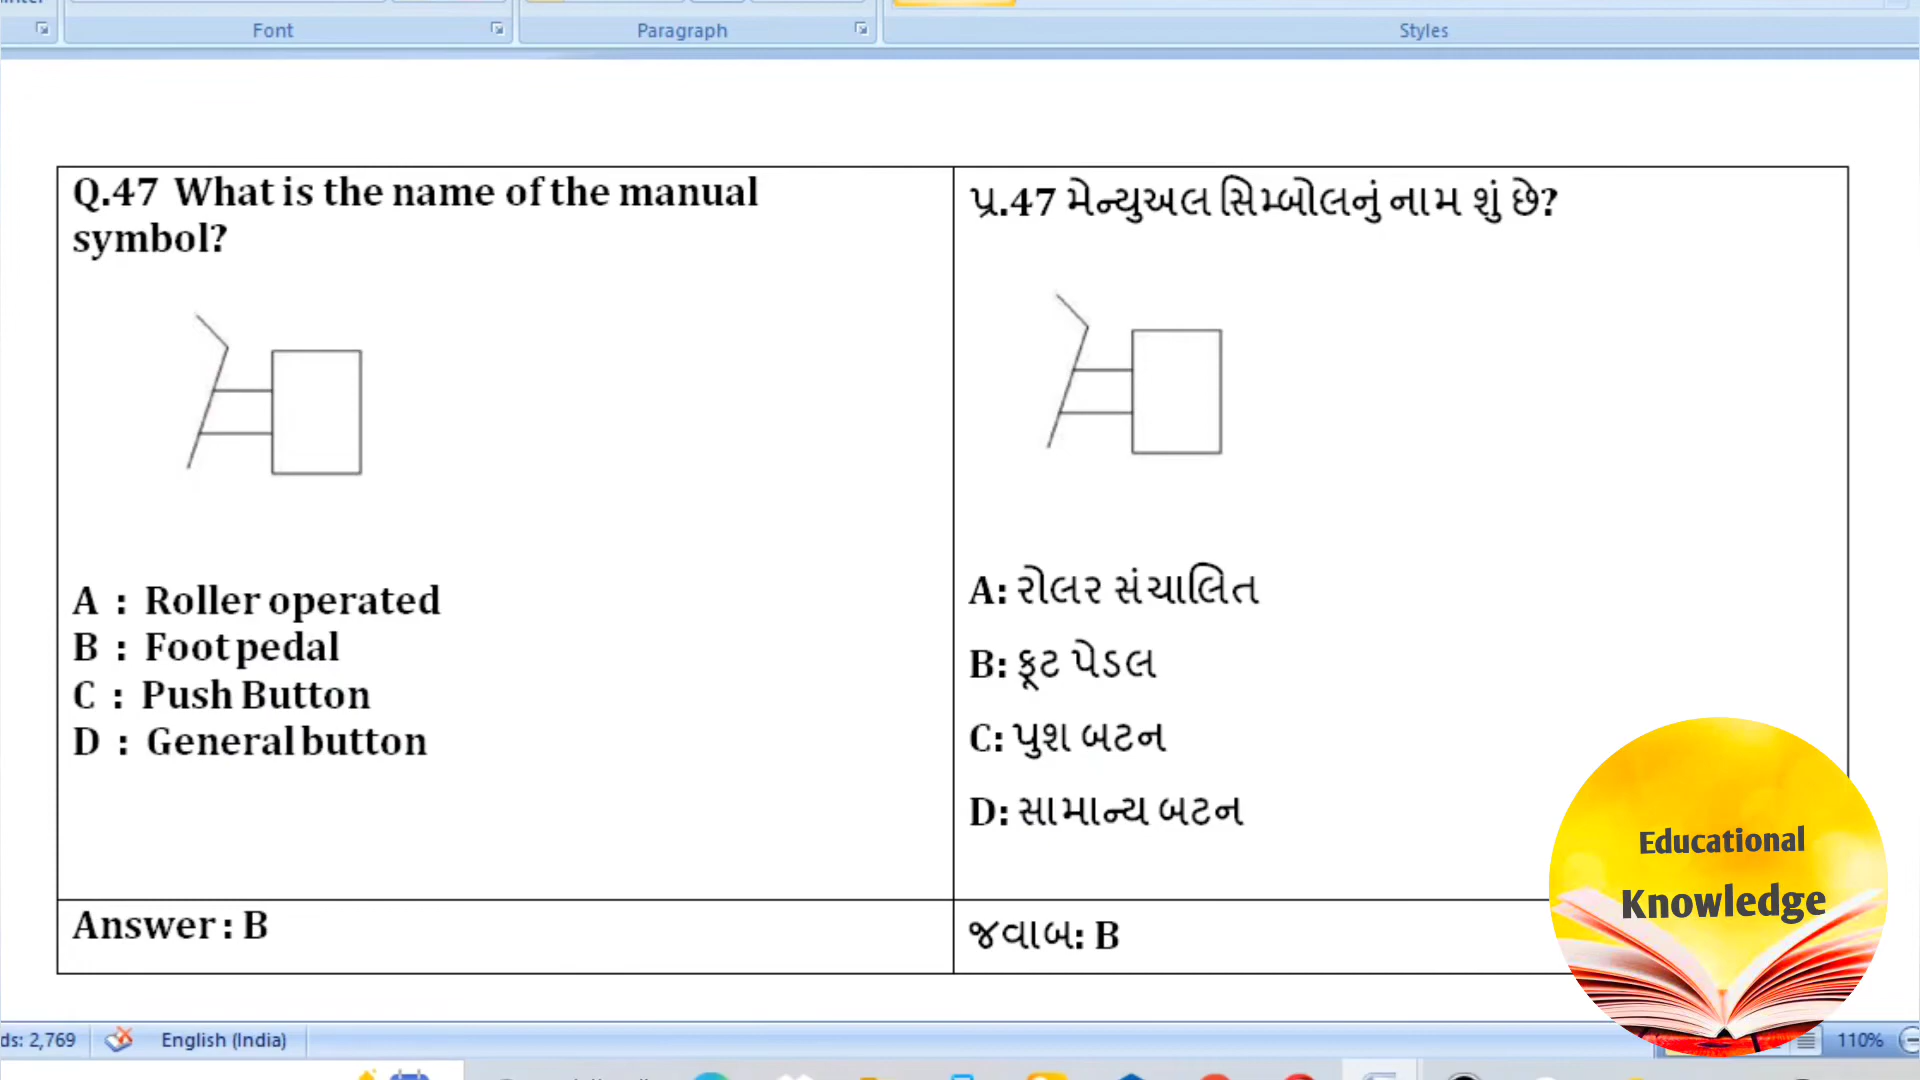 Font
Paragraph
Styles
Q.47 What is the name of the manual
symbol?
A : Roller operated
B : Foot pedal
C : Push Button
D : General button
Answer : B
પ્ર.47 મેન્યુઅલ સિમ્બોલનું નામ શું છે?
A: રોલર સંચાલિત
B: ફૂટ પેડલ
C: પુશ બટન
D: સામાન્ય બટન
જવાબ: B
Educational
Knowledge
ds: 2,769
English (India)
110%